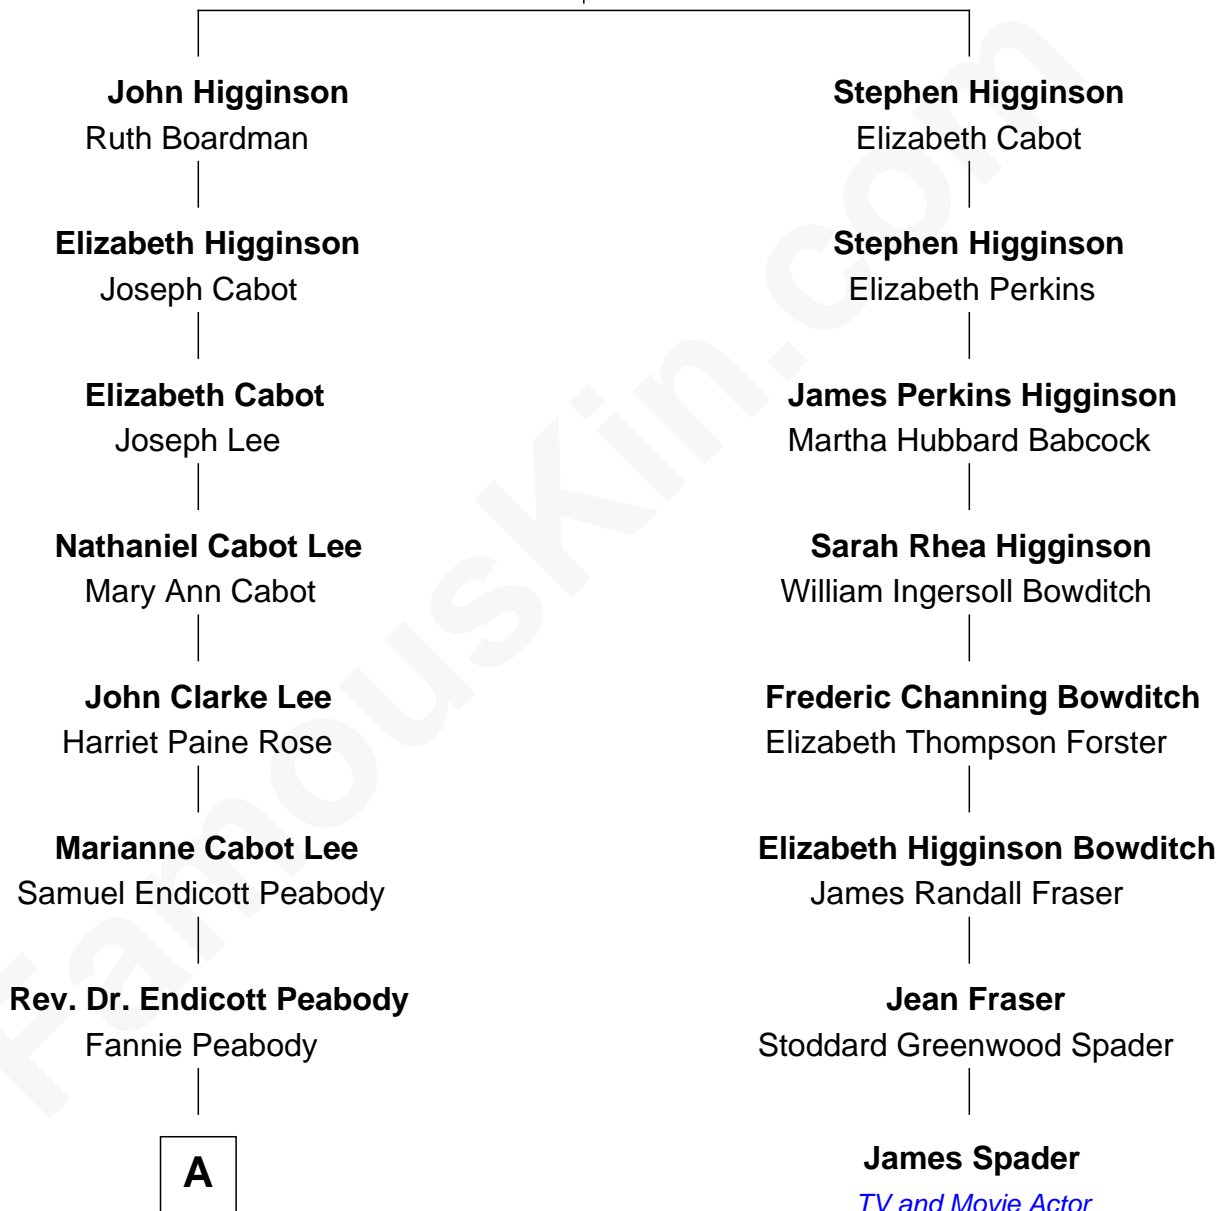 John Higginson
Ruth Boardman
Elizabeth Higginson
Joseph Cabot
Elizabeth Cabot
Joseph Lee
Nathaniel Cabot Lee
Mary Ann Cabot
John Clarke Lee
Harriet Paine Rose
Marianne Cabot Lee
Samuel Endicott Peabody
Rev. Dr. Endicott Peabody
Fannie Peabody
A
Stephen Higginson
Elizabeth Cabot
Stephen Higginson
Elizabeth Perkins
James Perkins Higginson
Martha Hubbard Babcock
Sarah Rhea Higginson
William Ingersoll Bowditch
Frederic Channing Bowditch
Elizabeth Thompson Forster
Elizabeth Higginson Bowditch
James Randall Fraser
Jean Fraser
Stoddard Greenwood Spader
James Spader
TV and Movie Actor
FamousKin.com